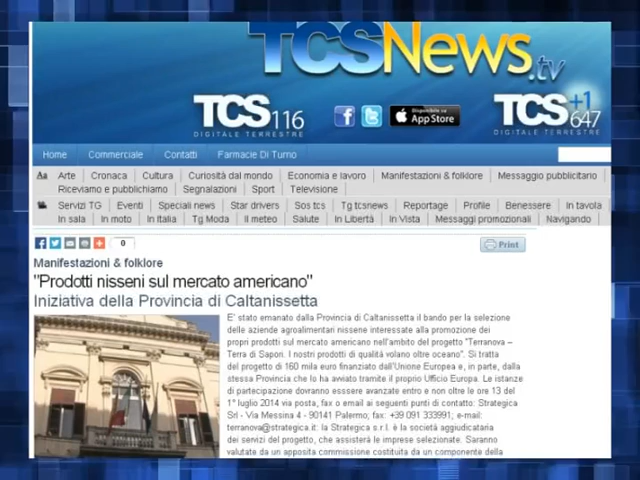 TCSNews.tv
TCS 116
DIGITALE TERRESTRE
Disponibile su
App Store
TCS +1 647
DIGITALE TERRESTRE
Home Commerciale Contatti Farmacie Di Turno
Aa Arte Cronaca Cultura Curiosità dal mondo Economia e lavoro Manifestazioni & folklore Messaggio pubblicitario
Riceviamo e pubblichiamo Segnalazioni Sport Televisione
Servizi TG Eventi Speciali news Star drivers Sos tcs Tg tcsnews Reportage Profile Benessere In tavola
In sala In moto In Italia Tg Moda Il meteo Salute In Libertà In Vista Messaggi promozionali Navigando
0
Print
Manifestazioni & folklore
"Prodotti nisseni sul mercato americano"
Iniziativa della Provincia di Caltanissetta
E' stato emanato dalla Provincia di Caltanissetta il bando per la selezione
delle aziende agroalimentari nissene interessate alla promozione dei
propri prodotti sul mercato americano nell'ambito del progetto "Terranova –
Terra di Sapori. I nostri prodotti di qualità volano oltre oceano". Si tratta
del progetto di 160 mila euro finanziato dall'Unione Europea e, in parte, dalla
stessa Provincia che lo ha avviato tramite il proprio Ufficio Europa. Le istanze
di partecipazione dovranno esssere avanzate entro e non oltre le ore 13 del
1° luglio 2014 via posta, fax o email ai seguenti punti di contatto: Strategica
Srl - Via Messina 4 - 90141 Palermo; fax: +39 091 333991; e-mail:
terranova@strategica.it: la Strategica s.r.l. è la società aggiudicataria
dei servizi del progetto, che assisterà le imprese selezionate. Saranno
valutate da un apposita commissione costituita da un componente della